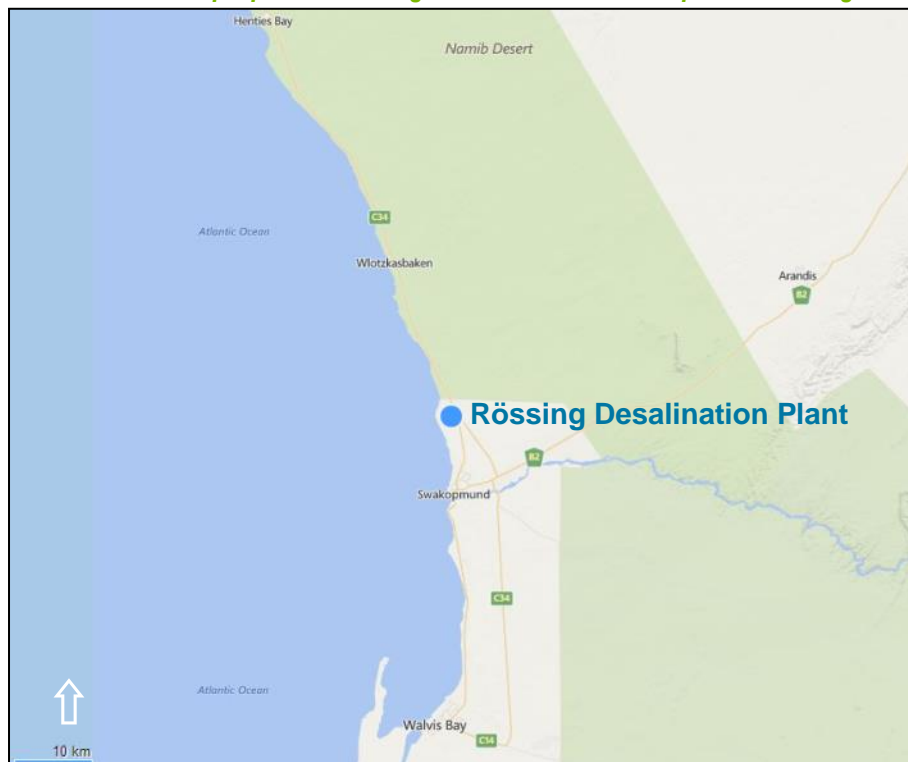 Henties Bay
Namib Desert
C34
Atlantic Ocean
Wlotzkasbaken
Arandis
B2
Rössing Desalination Plant
B2
Swakopmund
C34
Atlantic Ocean
Walvis Bay
C14
10 km